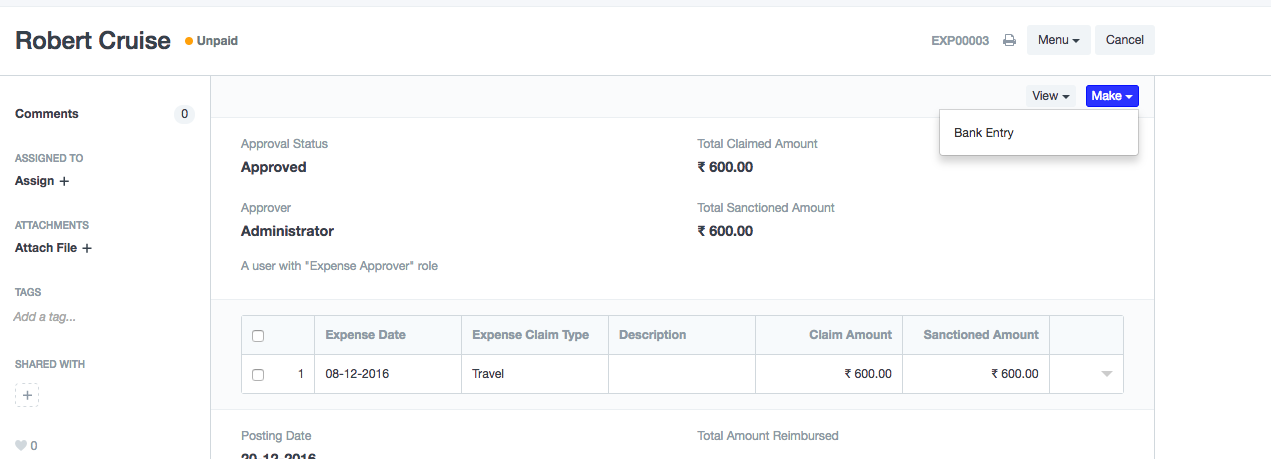 Robert Cruise Unpaid EXP00003 Menu Cancel
View Make
Bank Entry
Comments 0
ASSIGNED TO
Assign +
ATTACHMENTS
Attach File +
TAGS
Add a tag...
SHARED WITH
+
0
Approval Status
Approved
Approver
Administrator
A user with "Expense Approver" role
Total Claimed Amount
₹ 600.00
Total Sanctioned Amount
₹ 600.00
Expense Date Expense Claim Type Description Claim Amount Sanctioned Amount
1 08-12-2016 Travel ₹ 600.00 ₹ 600.00
Posting Date
20-12-2016
Total Amount Reimbursed